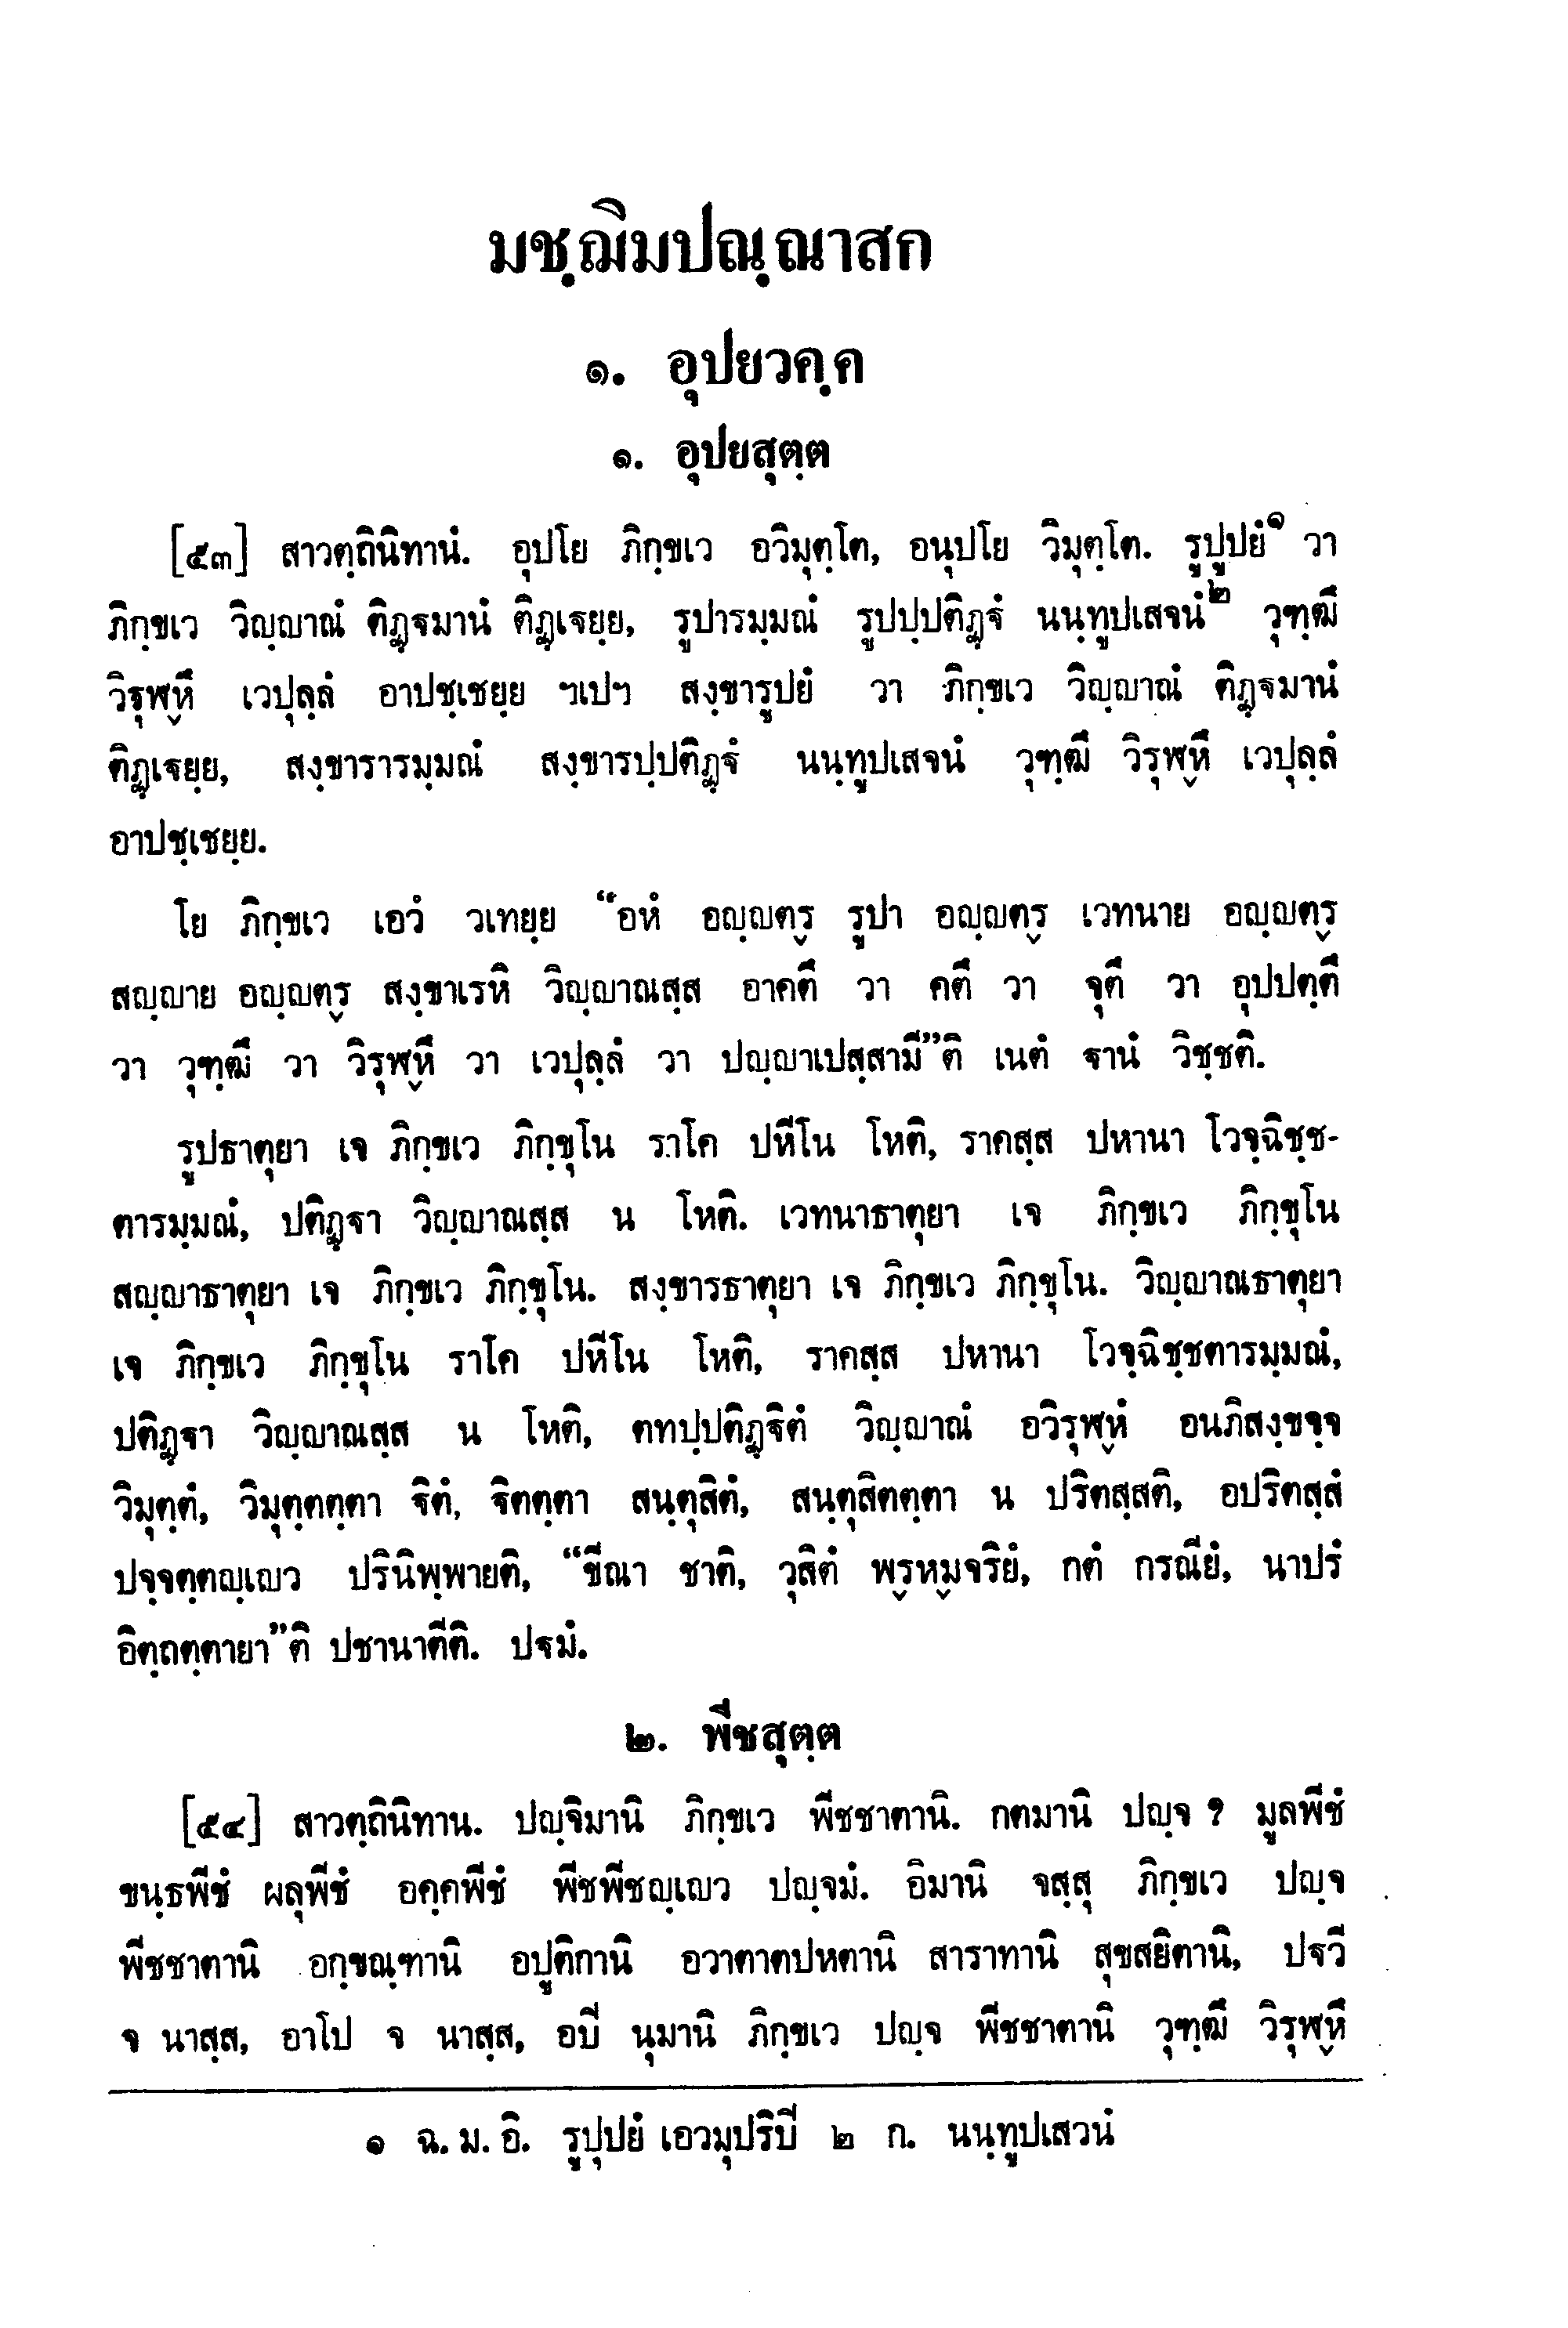 มชฺฌิมปณฺณาสก
๑. อุปยวคฺค
๑. อุปยสุตฺต
[๕๓] สาวตฺถินิทานํ. อุปโย ภิกฺขเว อวิมุตฺโต, อนุปโย วิมุตฺโต. รูปูปยํ๑ วา
ภิกฺขเว วิญฺญาณํ ติฏฺฐมานํ ติฏฺเฐยฺย, รูปารมฺมณํ รูปปฺปติฏฺฐํ นนฺทูปเสจนํ๒ วุฑฺฒึ
วิรุฬฺหึ เวปุลฺลํ อาปชฺเชยฺย ฯเปฯ สงฺขารูปยํ วา ภิกฺขเว วิญฺญาณํ ติฏฺฐมานํ
ติฏฺเฐยฺย, สงฺขารารมฺมณํ สงฺขารปฺปติฏฺฐํ นนฺทูปเสจนํ วุฑฺฒึ วิรุฬฺหึ เวปุลฺลํ
อาปชฺเชยฺย.
โย ภิกฺขเว เอวํ วเทยฺย “อหํ อญฺญตฺร รูปา อญฺญตฺร เวทนาย อญฺญตฺร
สญฺญาย อญฺญตฺร สงฺขาเรหิ วิญฺญาณสฺส อาคตึ วา คตึ วา จุตึ วา อุปปตฺตึ
วา วุฑฺฒึ วา วิรุฬฺหึ วา เวปุลฺลํ วา ปญฺญาเปสฺสามี”ติ เนตํ ฐานํ วิชฺชติ.
รูปธาตุยา เจ ภิกฺขเว ภิกฺขุโน ราโค ปหีโน โหติ, ราคสฺส ปหานา โวจฺฉิชฺช-
ตารมฺมณํ, ปติฏฺฐา วิญฺญาณสฺส น โหติ. เวทนาธาตุยา เจ ภิกฺขเว ภิกฺขุโน
สญฺญาธาตุยา เจ ภิกฺขเว ภิกฺขุโน. สงฺขารธาตุยา เจ ภิกฺขเว ภิกฺขุโน. วิญฺญาณธาตุยา
เจ ภิกฺขเว ภิกฺขุโน ราโค ปหีโน โหติ, ราคสฺส ปหานา โวจฺฉิชฺชตารมฺมณํ,
ปติฏฺฐา วิญฺญาณสฺส น โหติ, ตทปฺปติฏฺฐิตํ วิญฺญาณํ อวิรุฬฺหํ อนภิสงฺขจฺจ
วิมุตฺตํ, วิมุตฺตตฺตา ฐิตํ, ฐิตตฺตา สนฺตุสิตํ, สนฺตุสิตตฺตา น ปริตสฺสติ, อปริตสฺสํ
ปจฺจตฺตญฺเญว ปรินิพฺพายติ, “ขีณา ชาติ, วุสิตํ พฺรหฺมจริยํ, กตํ กรณียํ, นาปรํ
อิตฺถตฺตายา”ติ ปชานาตีติ. ปฐมํ.
๒. พีชสุตฺต
[๕๔] สาวตฺถินิทาน. ปญฺจิมานิ ภิกฺขเว พีชชาตานิ. กตมานิ ปญฺจ ? มูลพีชํ
ขนฺธพีชํ ผลุพีชํ อคฺคพีชํ พีชพีชญฺเญว ปญฺจมํ. อิมานิ จสฺสุ ภิกฺขเว ปญฺจ
พีชชาตานิ อกฺขณฺฑานิ อปูติกานิ อวาตาตปหตานิ สาราทานิ สุขสยิตานิ, ปฐวี
จ นาสฺส, อาโป จ นาสฺส, อปิ นุมานิ ภิกฺขเว ปญฺจ พีชชาตานิ วุฑฺฒึ วิรุฬฺหึ
๑ ฉ. ม. อิ. รูปุปยํ เอวมุปริปิ ๒ ก. นนฺทูปเสวนํ